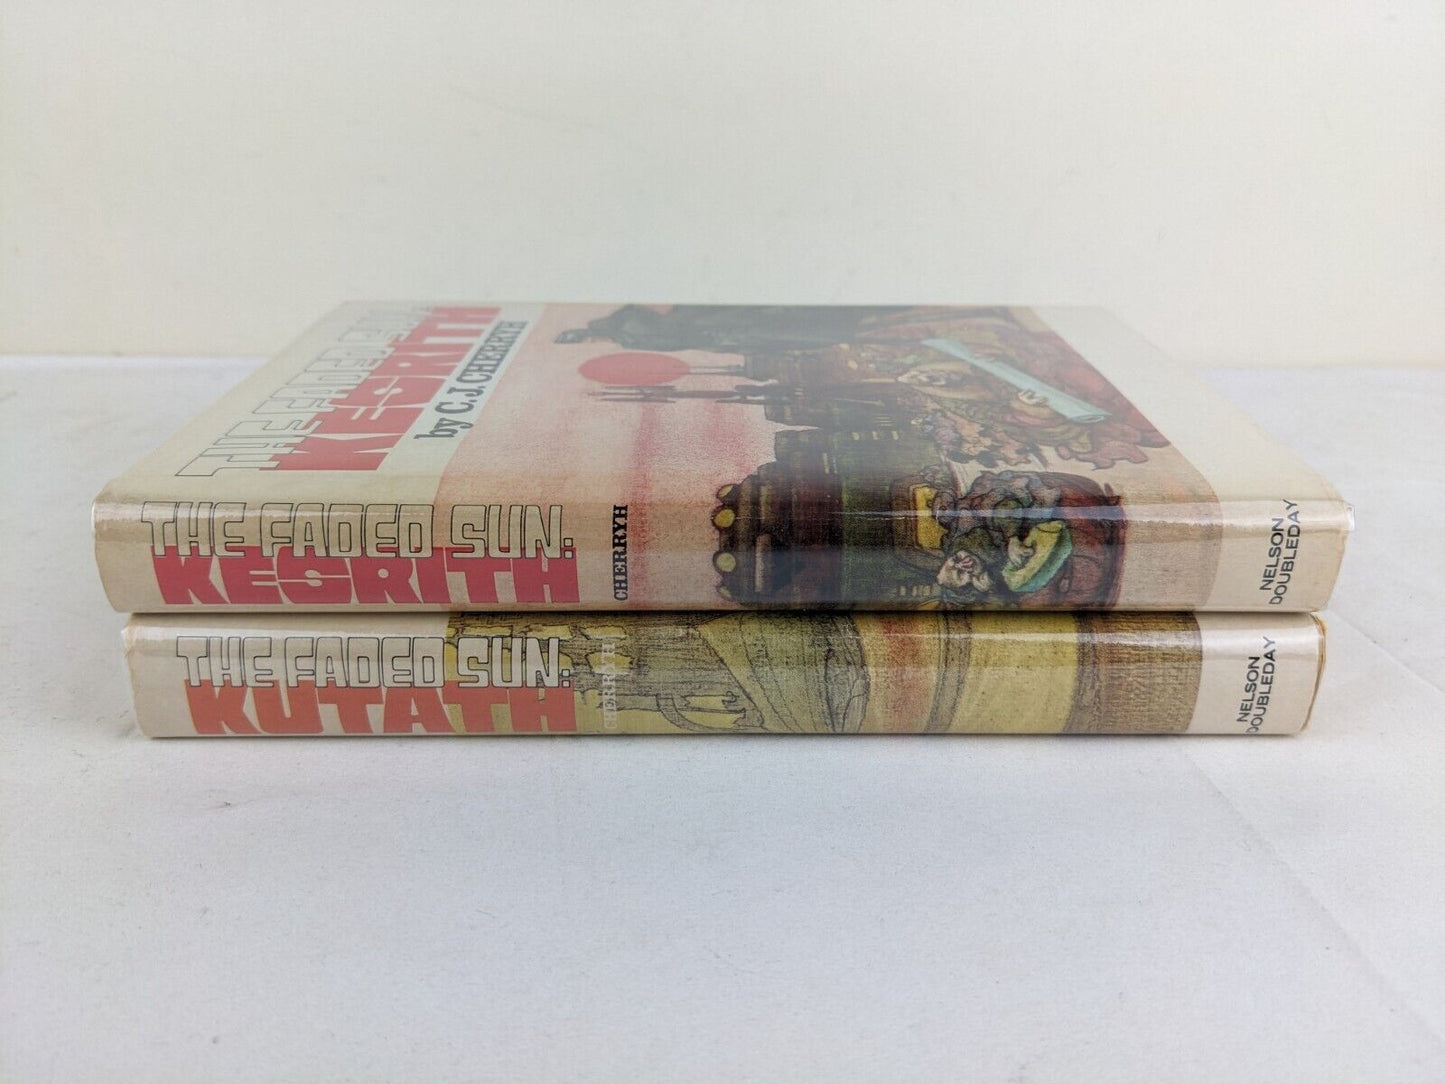 THE FADED SUN:
KESRITH
by C. J. CHERRYH
THE FADED SUN:
KESRITH
CHERRYH
NELSON
DOUBLEDAY
THE FADED SUN:
KUTATH
CHERRYH
NELSON
DOUBLEDAY